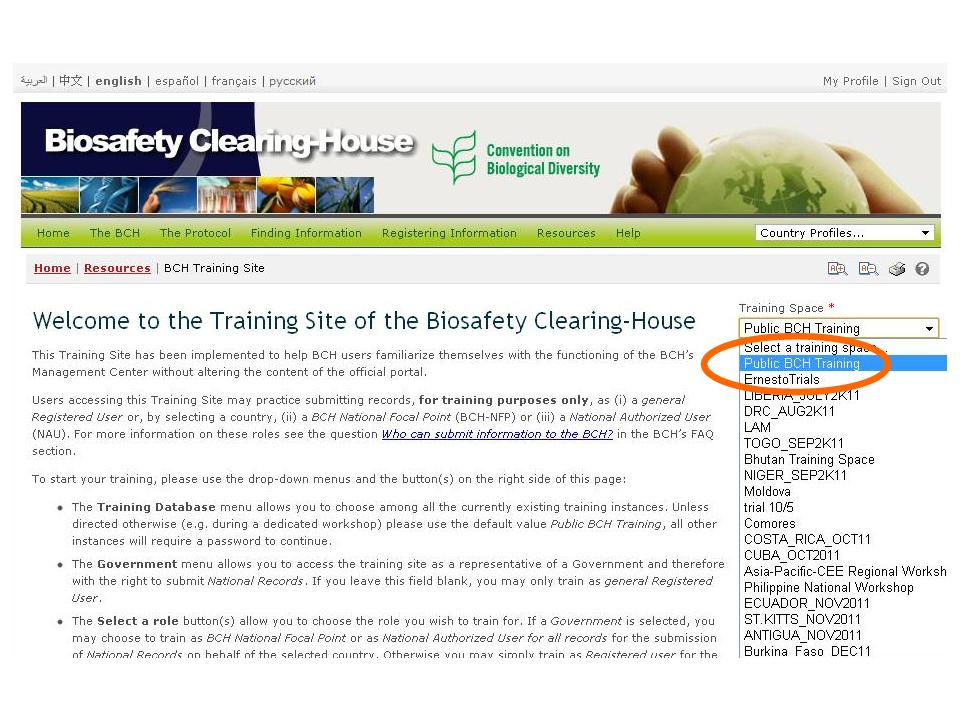 العربية | 中文 | english | español | français | русский
My Profile | Sign Out
Biosafety Clearing-House
Convention on
Biological Diversity
Home The BCH The Protocol Finding Information Registering Information Resources Help
Country Profiles...
Home | Resources | BCH Training Site
Welcome to the Training Site of the Biosafety Clearing-House
This Training Site has been implemented to help BCH users familiarize themselves with the functioning of the BCH's
Management Center without altering the content of the official portal.
Users accessing this Training Site may practice submitting records, for training purposes only, as (i) a general
Registered User or, by selecting a country, (ii) a BCH National Focal Point (BCH-NFP) or (iii) a National Authorized User
(NAU). For more information on these roles see the question Who can submit information to the BCH? in the BCH's FAQ
section.
To start your training, please use the drop-down menus and the button(s) on the right side of this page:
• The Training Database menu allows you to choose among all the currently existing training instances. Unless
directed otherwise (e.g. during a dedicated workshop) please use the default value Public BCH Training, all other
instances will require a password to continue.
• The Government menu allows you to access the training site as a representative of a Government and therefore
with the right to submit National Records. If you leave this field blank, you may only train as general Registered
User.
• The Select a role button(s) allow you to choose the role you wish to train for. If a Government is selected, you
may choose to train as BCH National Focal Point or as National Authorized User for all records for the submission
of National Records on behalf of the selected country. Otherwise you may simply train as Registered user for the
Training Space *
Public BCH Training
Select a training space...
Public BCH Training
ErnestoTrials
LIBERIA_JULY2K11
DRC_AUG2K11
LAM
TOGO_SEP2K11
Bhutan Training Space
NIGER_SEP2K11
Moldova
trial 10/5
Comores
COSTA_RICA_OCT11
CUBA_OCT2011
Asia-Pacific-CEE Regional Worksh
Philippine National Workshop
ECUADOR_NOV2011
ST.KITTS_NOV2011
ANTIGUA_NOV2011
Burkina_Faso_DEC11